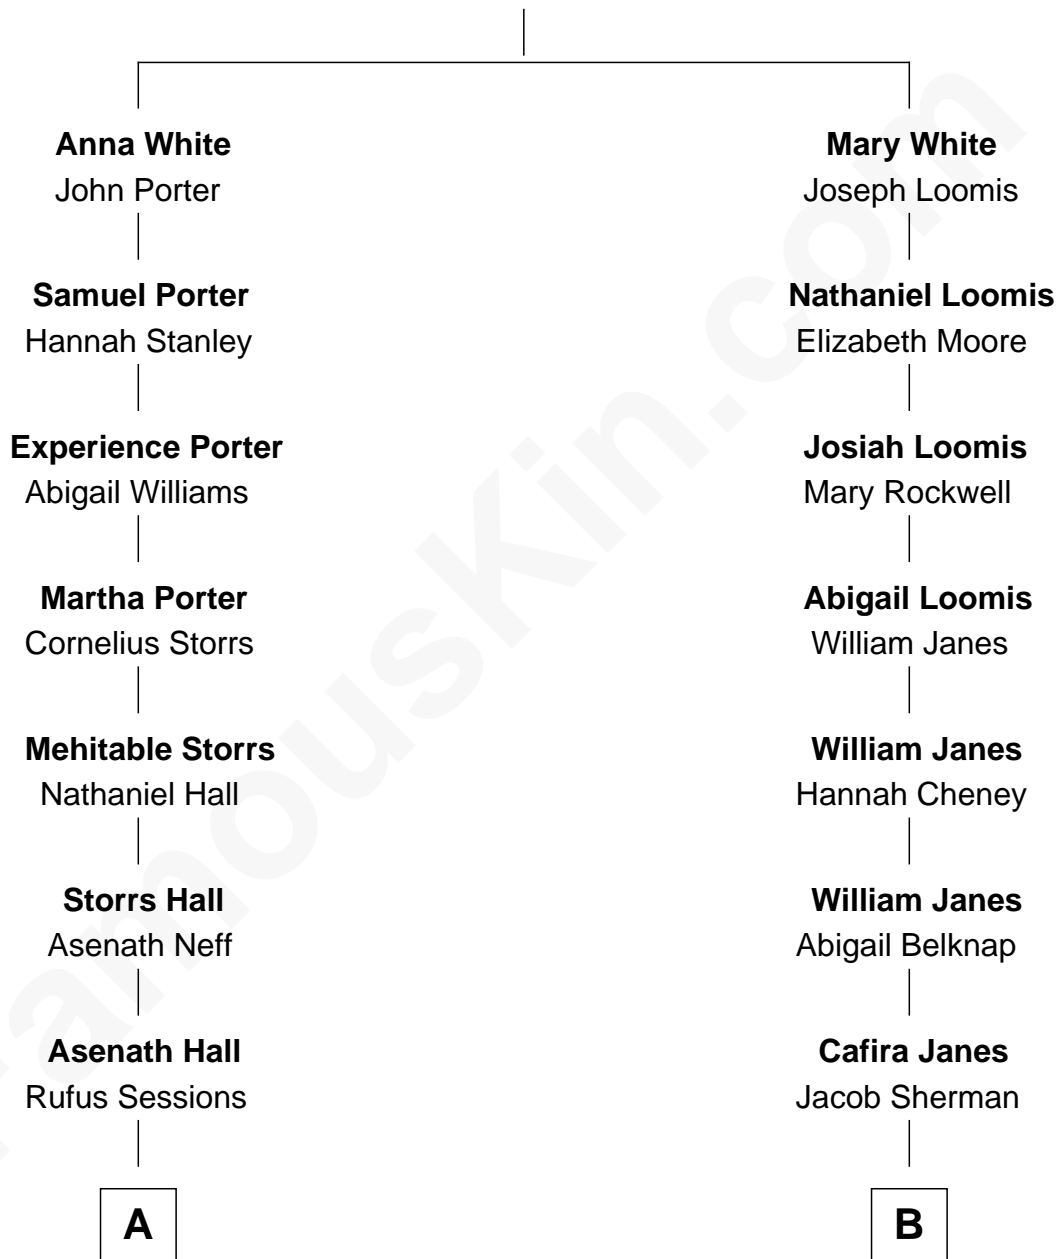 Anna White
John Porter
Samuel Porter
Hannah Stanley
Experience Porter
Abigail Williams
Martha Porter
Cornelius Storrs
Mehitable Storrs
Nathaniel Hall
Storrs Hall
Asenath Neff
Asenath Hall
Rufus Sessions
A
Mary White
Joseph Loomis
Nathaniel Loomis
Elizabeth Moore
Josiah Loomis
Mary Rockwell
Abigail Loomis
William Janes
William Janes
Hannah Cheney
William Janes
Abigail Belknap
Cafira Janes
Jacob Sherman
B
FamousKin.com